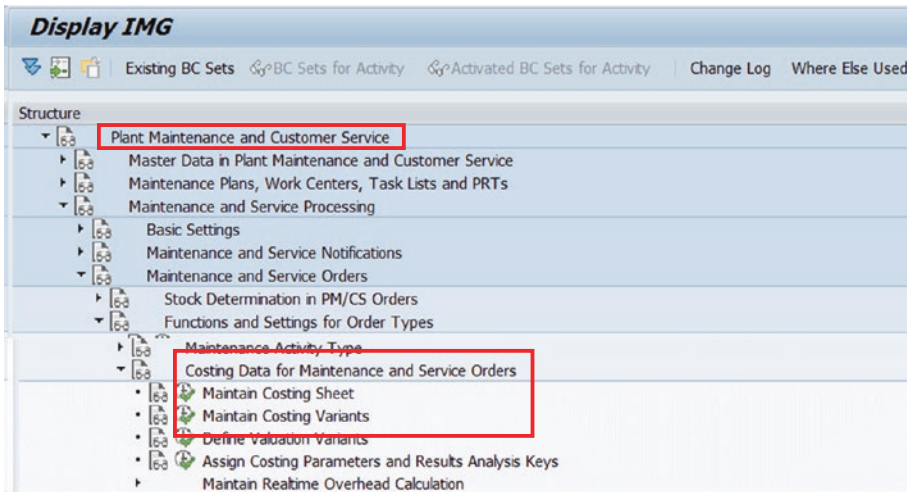 Display IMG
Existing BC Sets BC Sets for Activity Activated BC Sets for Activity Change Log Where Else Used
Structure
Plant Maintenance and Customer Service
Master Data in Plant Maintenance and Customer Service
Maintenance Plans, Work Centers, Task Lists and PRTs
Maintenance and Service Processing
Basic Settings
Maintenance and Service Notifications
Maintenance and Service Orders
Stock Determination in PM/CS Orders
Functions and Settings for Order Types
Maintenance Activity Type
Costing Data for Maintenance and Service Orders
Maintain Costing Sheet
Maintain Costing Variants
Define Valuation Variants
Assign Costing Parameters and Results Analysis Keys
Maintain Realtime Overhead Calculation